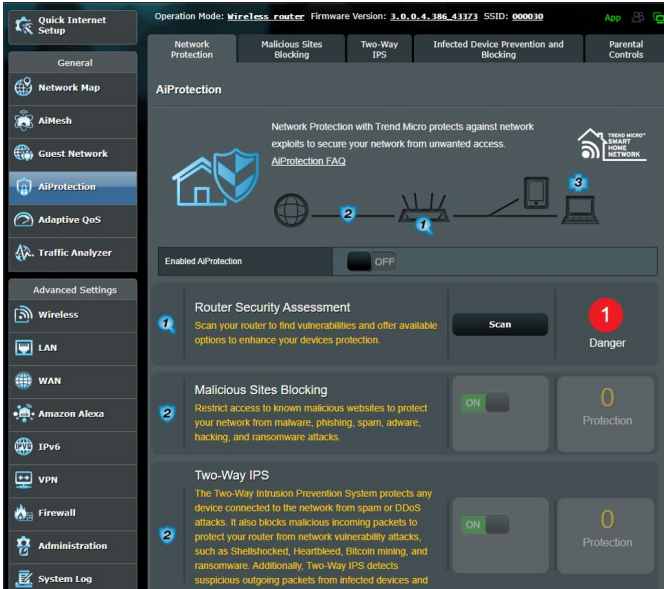 Quick Internet
Setup
General
Network Map
AiMesh
Guest Network
AiProtection
Adaptive QoS
Traffic Analyzer
Advanced Settings
Wireless
LAN
WAN
Amazon Alexa
IPv6
VPN
Firewall
Administration
System Log
Operation Mode: Wireless router Firmware Version: 3.0.0.4.386_43373 SSID: 000030
App
Network
Protection
Malicious Sites
Blocking
Two-Way
IPS
Infected Device Prevention and
Blocking
Parental
Controls
AiProtection
Network Protection with Trend Micro protects against network
exploits to secure your network from unwanted access.
AiProtection FAQ
TREND MICRO™
SMART
HOME
NETWORK
2
1
3
Enabled AiProtection
OFF
1
Router Security Assessment
Scan your router to find vulnerabilities and offer available
options to enhance your devices protection.
Scan
1
Danger
2
Malicious Sites Blocking
Restrict access to known malicious websites to protect
your network from malware, phishing, spam, adware,
hacking, and ransomware attacks.
ON
0
Protection
2
Two-Way IPS
The Two-Way Intrusion Prevention System protects any
device connected to the network from spam or DDoS
attacks. It also blocks malicious incoming packets to
protect your router from network vulnerability attacks,
such as Shellshocked, Heartbleed, Bitcoin mining, and
ransomware. Additionally, Two-Way IPS detects
suspicious outgoing packets from infected devices and
ON
0
Protection